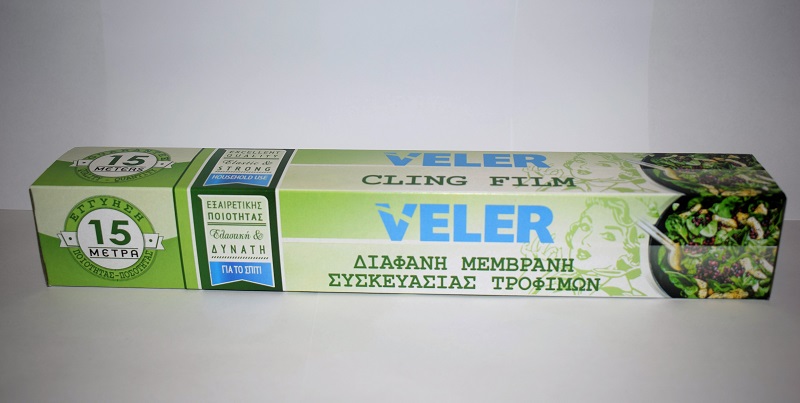 15
METERS
EXCELLENT
QUALITY
Elastic &
STRONG
HOUSEHOLD USE
VELER
CLING FILM
ΕΓΓΥΗΣΗ
15
ΜΕΤΡΑ
ΠΟΙΟΤΗΤΑΣ-ΠΟΣΟΤΗΤΑΣ
ΕΞΑΙΡΕΤΙΚΗΣ
ΠΟΙΟΤΗΤΑΣ
Ελαστική &
ΔΥΝΑΤΗ
ΓΙΑ ΤΟ ΣΠΙΤΙ
VELER
ΔΙΑΦΑΝΗ ΜΕΜΒΡΑΝΗ
ΣΥΣΚΕΥΑΣΙΑΣ ΤΡΟΦΙΜΩΝ